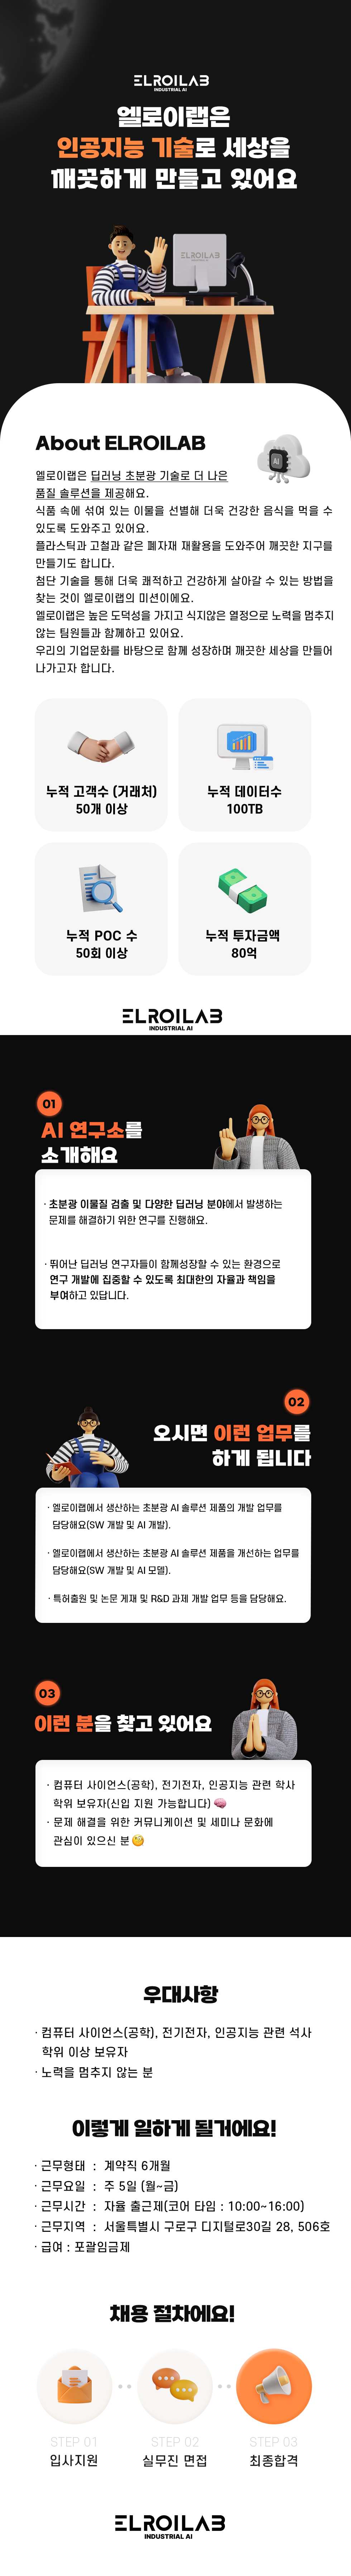 ELROILAB
INDUSTRIAL AI
엘로이랩은
인공지능 기술로 세상을
깨끗하게 만들고 있어요
ELROILAB
About ELROILAB
AI
엘로이랩은 딥러닝 초분광 기술로 더 나은
품질 솔루션을 제공해요.
식품 속에 섞여 있는 이물을 선별해 더욱 건강한 음식을 먹을 수
있도록 도와주고 있어요.
플라스틱과 고철과 같은 폐자재 재활용을 도와주어 깨끗한 지구를
만들기도 합니다.
첨단 기술을 통해 더욱 쾌적하고 건강하게 살아갈 수 있는 방법을
찾는 것이 엘로이랩의 미션이에요.
엘로이랩은 높은 도덕성을 가지고 식지않은 열정으로 노력을 멈추지
않는 팀원들과 함께하고 있어요.
우리의 기업문화를 바탕으로 함께 성장하며 깨끗한 세상을 만들어
나가고자 합니다.
누적 고객수 (거래처)
50개 이상
누적 데이터수
100TB
누적 POC 수
50회 이상
누적 투자금액
80억
ELROILAB
INDUSTRIAL AI
01
AI 연구소를
소개해요
· 초분광 이물질 검출 및 다양한 딥러닝 분야에서 발생하는
문제를 해결하기 위한 연구를 진행해요.
· 뛰어난 딥러닝 연구자들이 함께성장할 수 있는 환경으로
연구 개발에 집중할 수 있도록 최대한의 자율과 책임을
부여하고 있답니다.
02
오시면 이런 업무를
하게 됩니다
· 엘로이랩에서 생산하는 초분광 AI 솔루션 제품의 개발 업무를
담당해요(SW 개발 및 AI 개발).
· 엘로이랩에서 생산하는 초분광 AI 솔루션 제품을 개선하는 업무를
담당해요(SW 개발 및 AI 모델).
· 특허출원 및 논문 게재 및 R&D 과제 개발 업무 등을 담당해요.
03
이런 분을 찾고 있어요
· 컴퓨터 사이언스(공학), 전기전자, 인공지능 관련 학사
학위 보유자(신입 지원 가능합니다) 🧠
· 문제 해결을 위한 커뮤니케이션 및 세미나 문화에
관심이 있으신 분 🧐
우대사항
· 컴퓨터 사이언스(공학), 전기전자, 인공지능 관련 석사
학위 이상 보유자
· 노력을 멈추지 않는 분
이렇게 일하게 될거에요!
· 근무형태 : 계약직 6개월
· 근무요일 : 주 5일 (월~금)
· 근무시간 : 자율 출근제(코어 타임 : 10:00~16:00)
· 근무지역 : 서울특별시 구로구 디지털로30길 28, 506호
· 급여 : 포괄임금제
채용 절차에요!
STEP 01
입사지원
STEP 02
실무진 면접
STEP 03
최종합격
ELROILAB
INDUSTRIAL AI